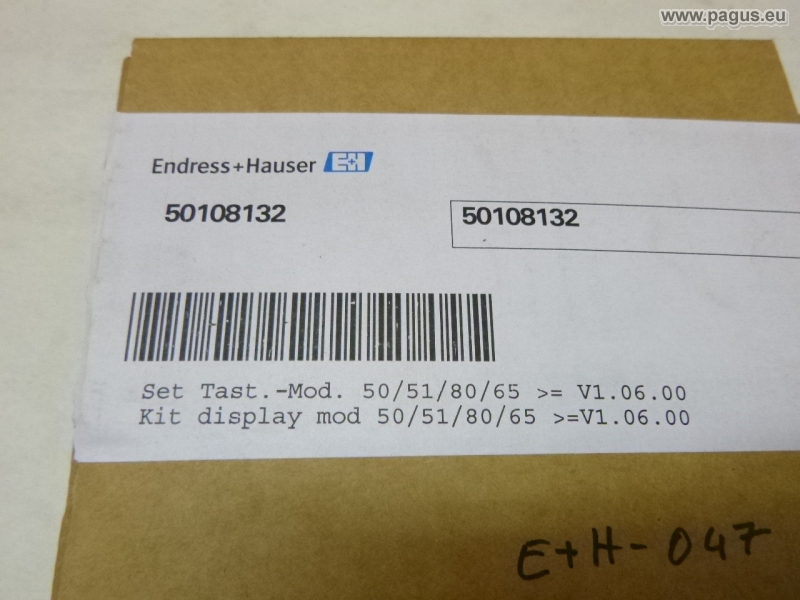 www.pagus.eu
Endress+Hauser E+H
50108132
50108132
Set Tast.-Mod. 50/51/80/65 >= V1.06.00
Kit display mod 50/51/80/65 >=V1.06.00
E+H-047